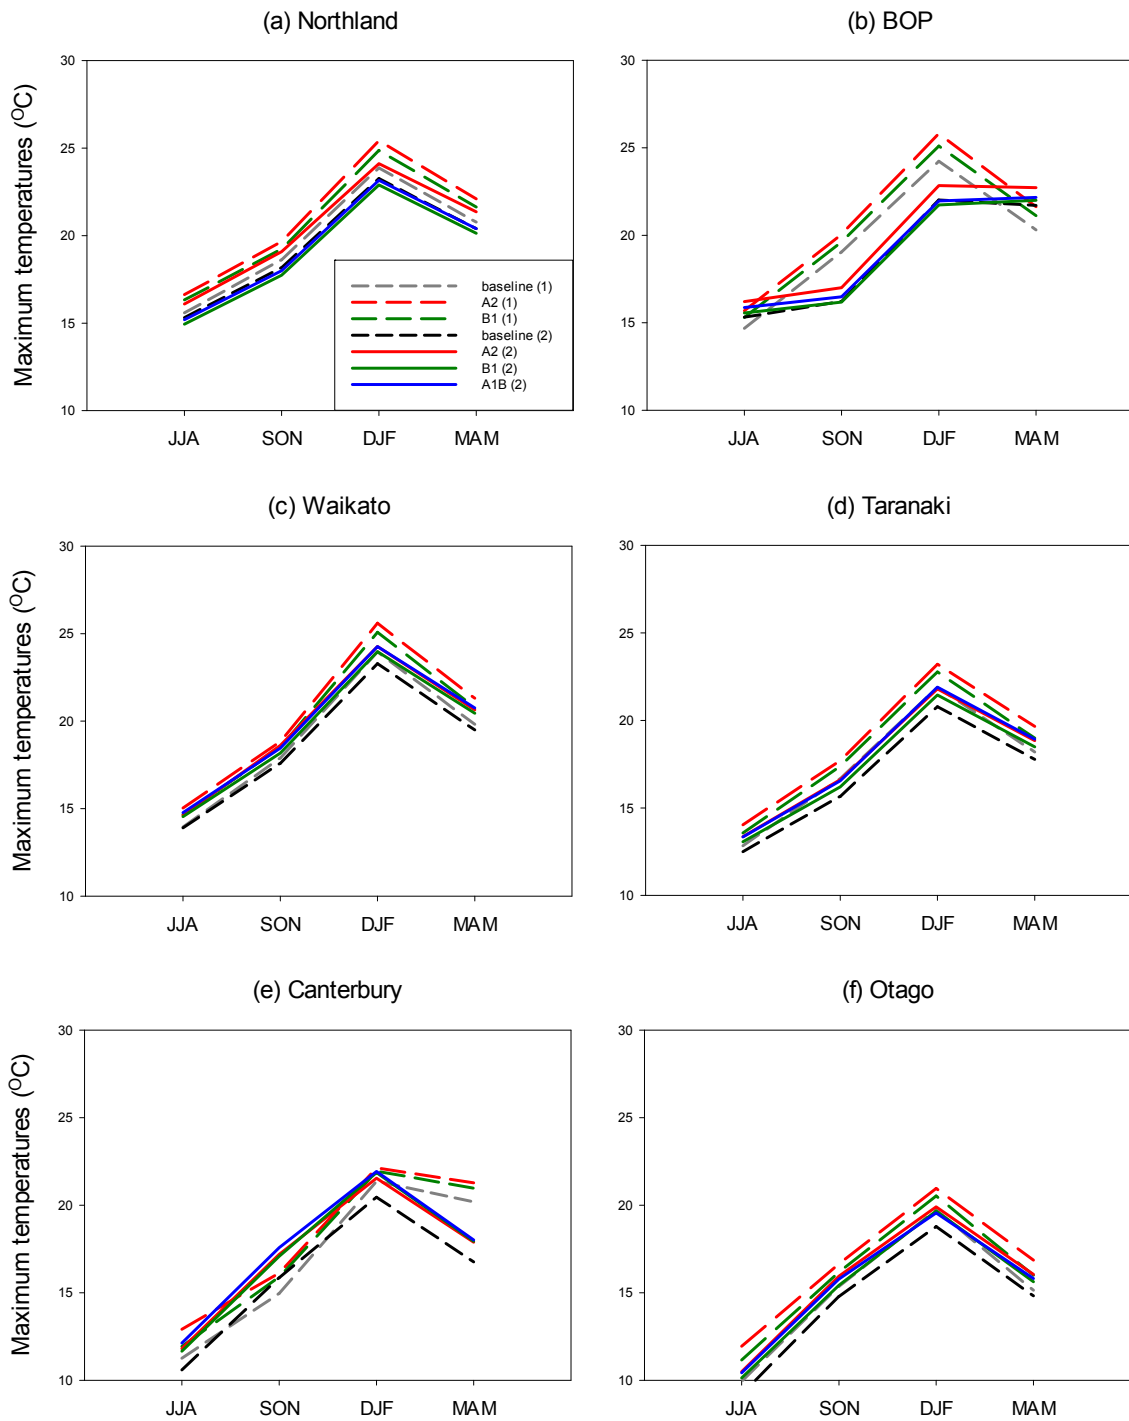 (a) Northland
(b) BOP
Maximum temperatures (OC)
30
25
20
15
10
baseline (1)
A2 (1)
B1 (1)
baseline (2)
A2 (2)
B1 (2)
A1B (2)
JJA SON DJF MAM
30
25
20
15
10
JJA SON DJF MAM
(c) Waikato
(d) Taranaki
Maximum temperatures (OC)
30
25
20
15
10
JJA SON DJF MAM
30
25
20
15
10
JJA SON DJF MAM
(e) Canterbury
(f) Otago
Maximum temperatures (OC)
30
25
20
15
10
JJA SON DJF MAM
30
25
20
15
10
JJA SON DJF MAM